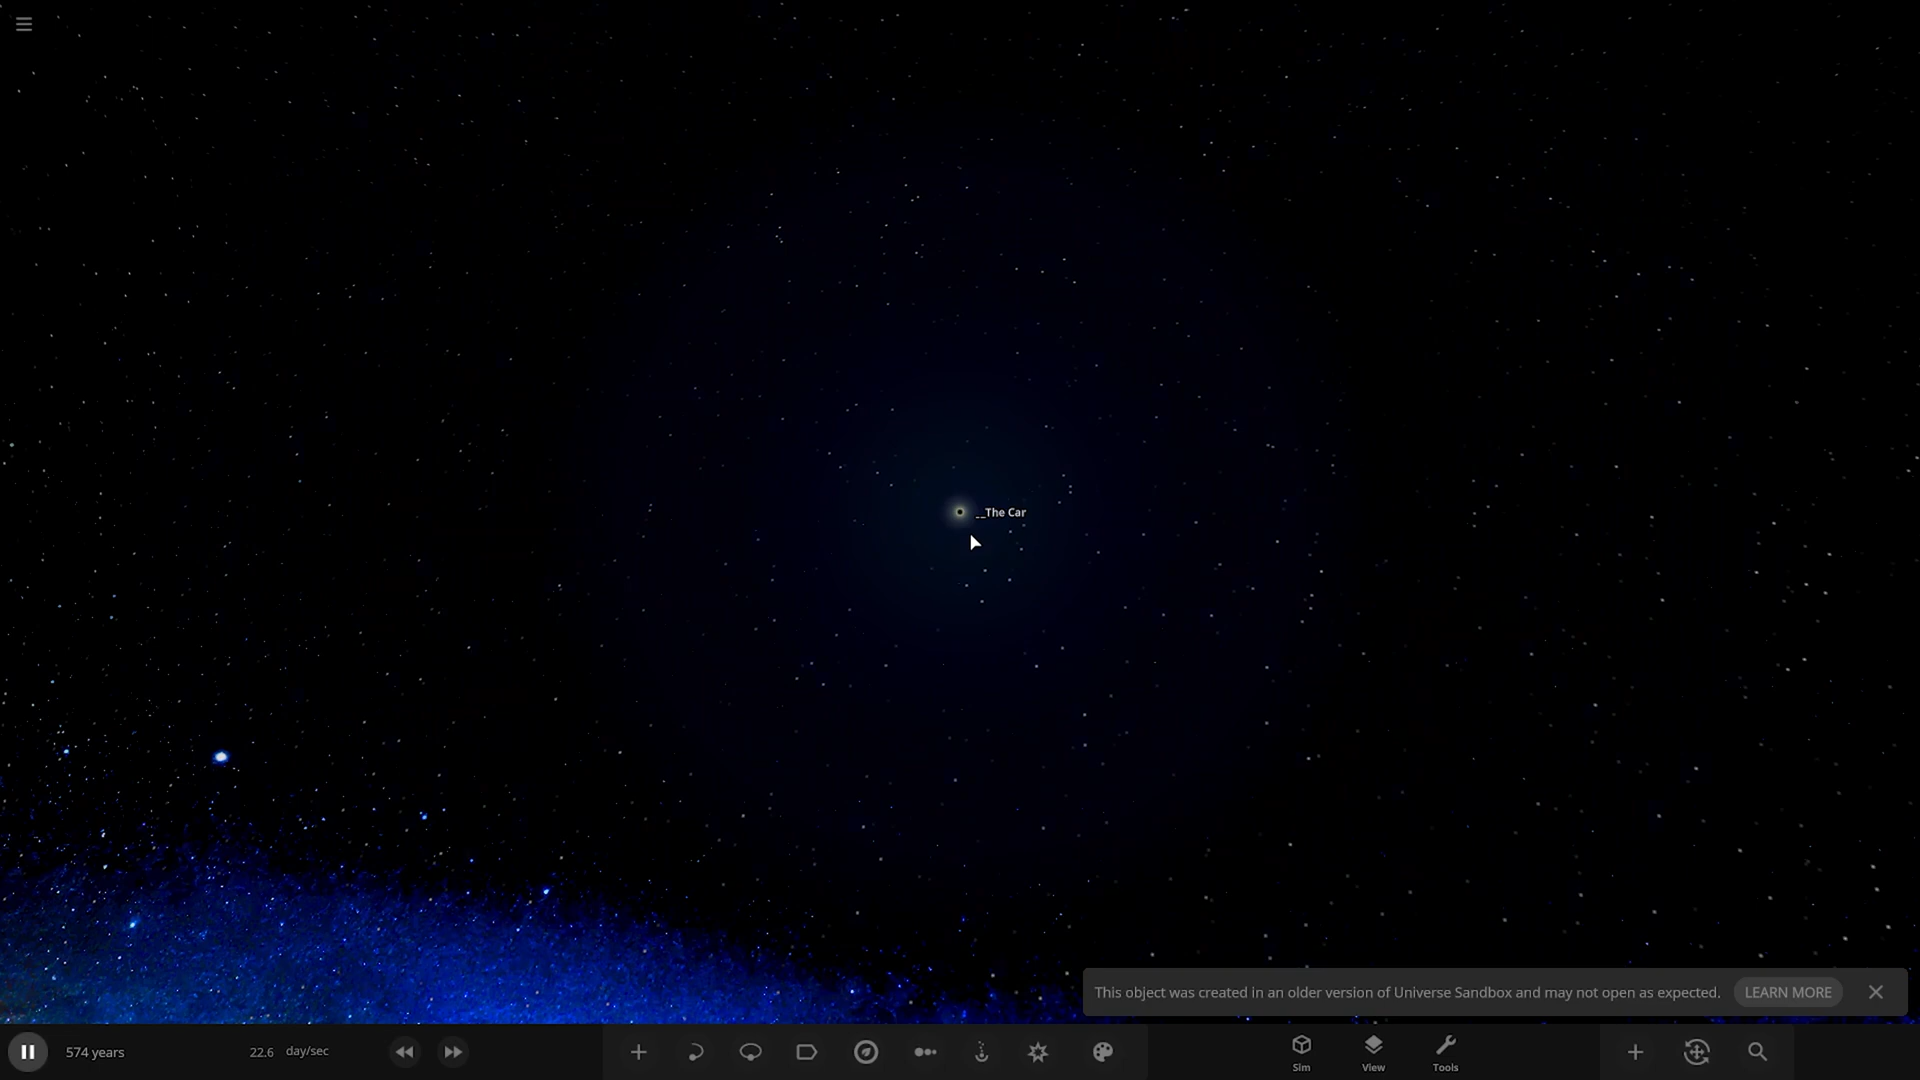 __The Car
This object was created in an older version of Universe Sandbox and may not open as expected. LEARN MORE
574 years 22.6 day/sec Sim View Tools